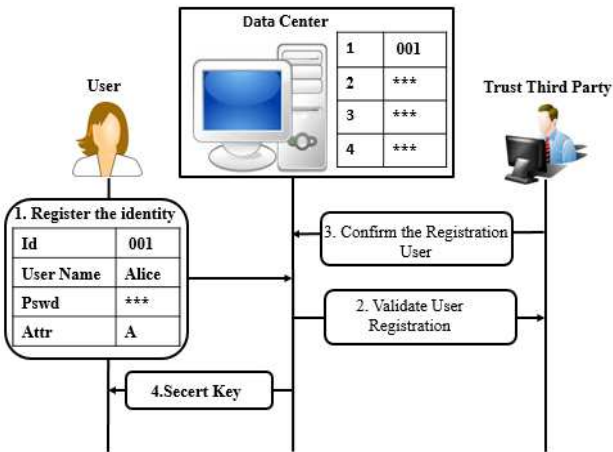 Data Center
1 001
2 ***
3 ***
4 ***
User
Trust Third Party
1. Register the identity
Id 001
User Name Alice
Pswd ***
Attr A
3. Confirm the Registration
User
2. Validate User
Registration
4.Secert Key